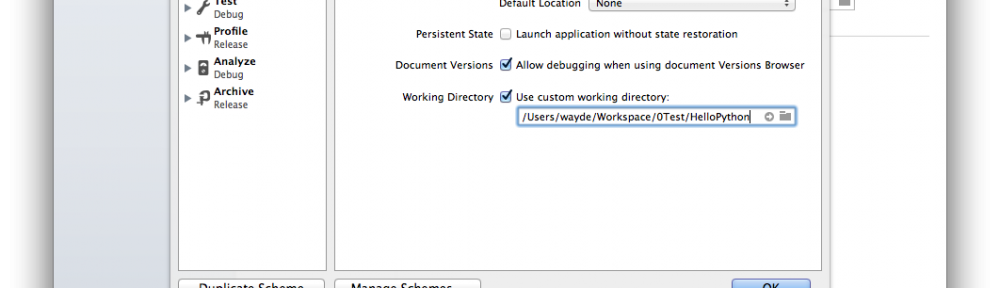 Test
Debug
Profile
Release
Analyze
Debug
Archive
Release
Default Location None
Persistent State Launch application without state restoration
Document Versions Allow debugging when using document Versions Browser
Working Directory Use custom working directory:
/Users/wayde/Workspace/0Test/HelloPython
Duplicate Scheme
Manage Schemes...
OK